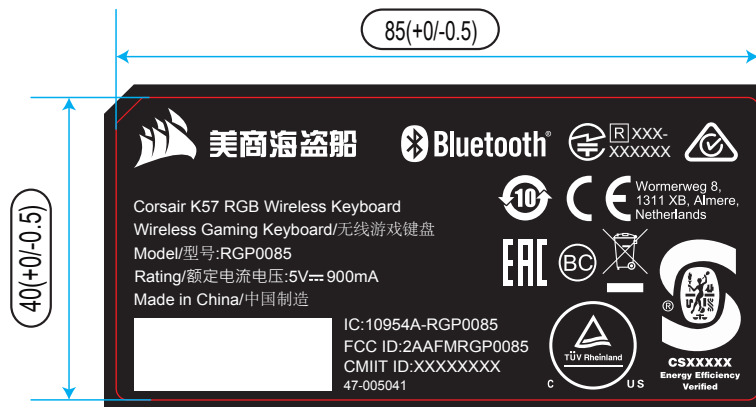 85(+0/-0.5)
40(+0/-0.5)
美商海盗船
Bluetooth®
R XXX-
XXXXXX
10
CE
Wormerweg 8,
1311 XB, Almere,
Netherlands
Corsair K57 RGB Wireless Keyboard
Wireless Gaming Keyboard/无线游戏键盘
Model/型号:RGP0085
Rating/额定电流电压:5V⎓900mA
Made in China/中国制造
EAC
BC
IC:10954A-RGP0085
FCC ID:2AAFMRGP0085
CMIIT ID:XXXXXXXX
47-005041
TÜV Rheinland
C US
S
®
CSXXXXX
Energy Efficiency
Verified